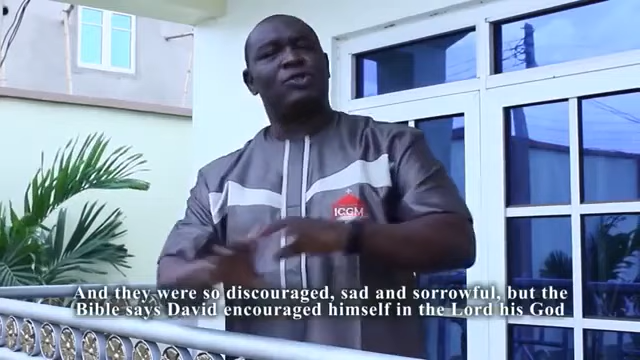 ICGM
And they were so discouraged, sad and sorrowful, but the
Bible says David encouraged himself in the Lord his God